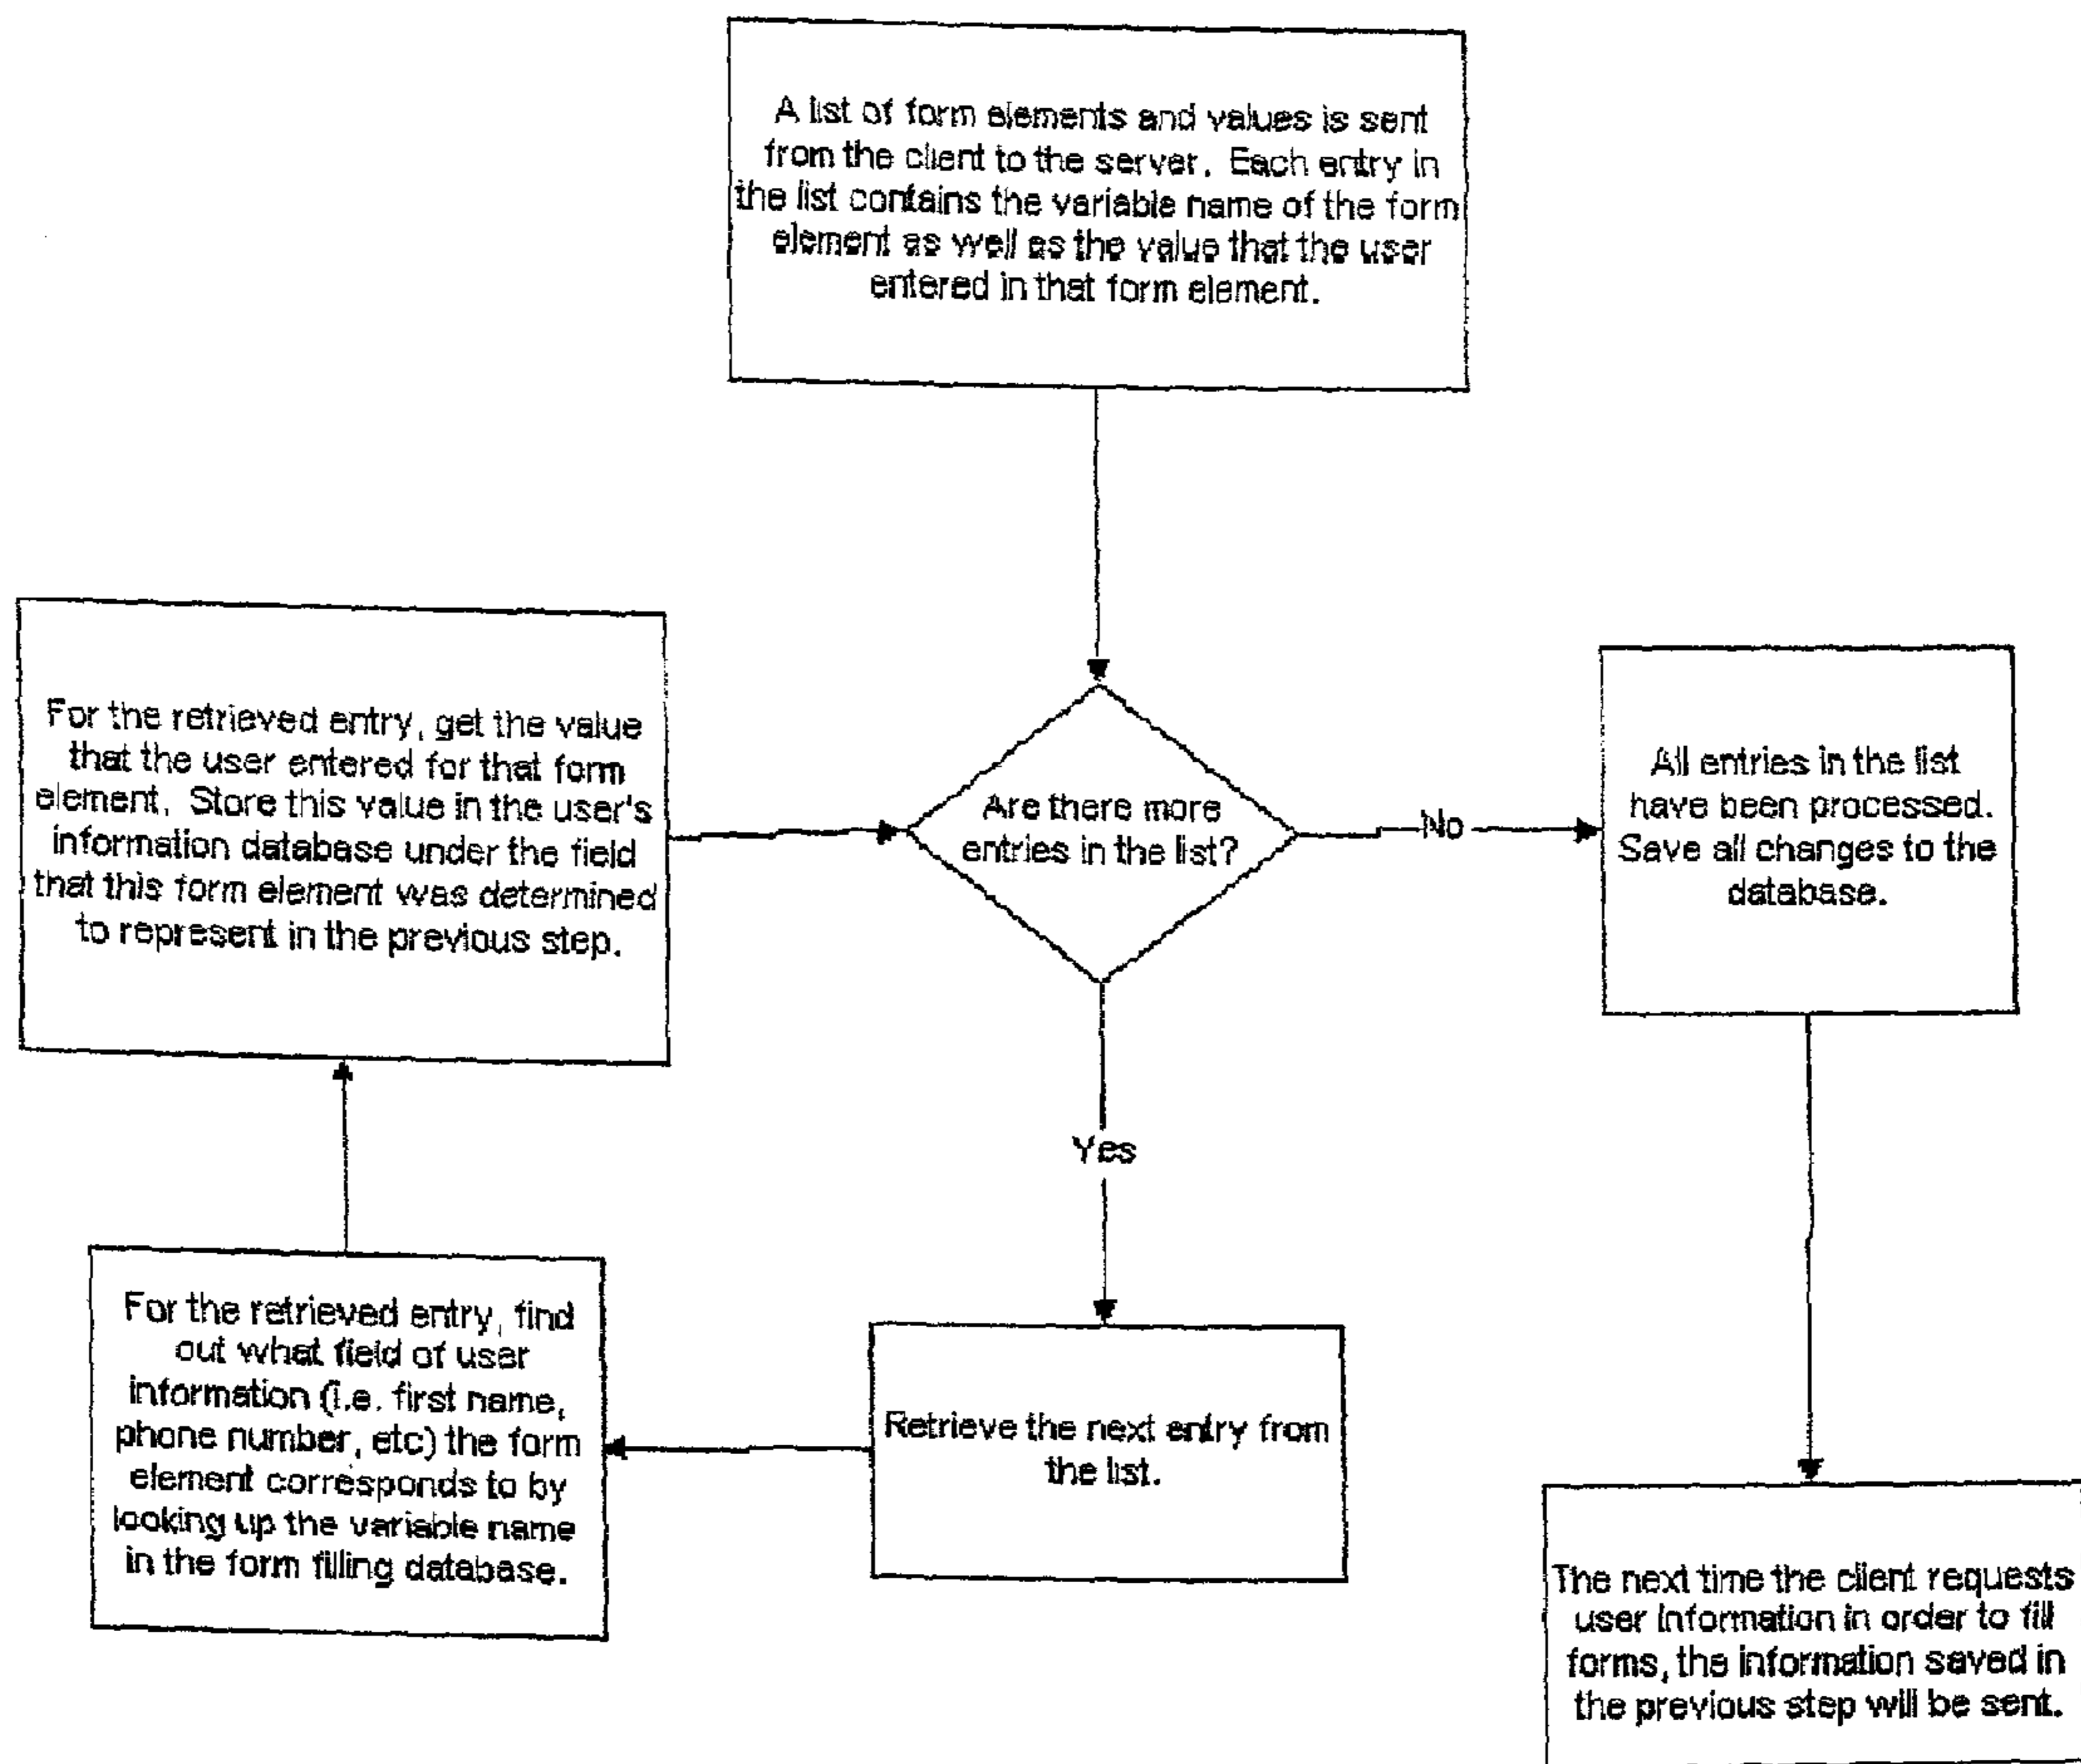 A list of form elements and values is sent
from the client to the server. Each entry in
the list contains the variable name of the form
element as well as the value that the user
entered in that form element.
For the retrieved entry, get the value
that the user entered for that form
element. Store this value in the user's
information database under the field
that this form element was determined
to represent in the previous step.
Are there more
entries in the list?
No
All entries in the list
have been processed.
Save all changes to the
database.
Yes
For the retrieved entry, find
out what field of user
information (i.e. first name,
phone number, etc) the form
element corresponds to by
looking up the variable name
in the form filling database.
Retrieve the next entry from
the list.
The next time the client requests
user information in order to fill
forms, the information saved in
the previous step will be sent.